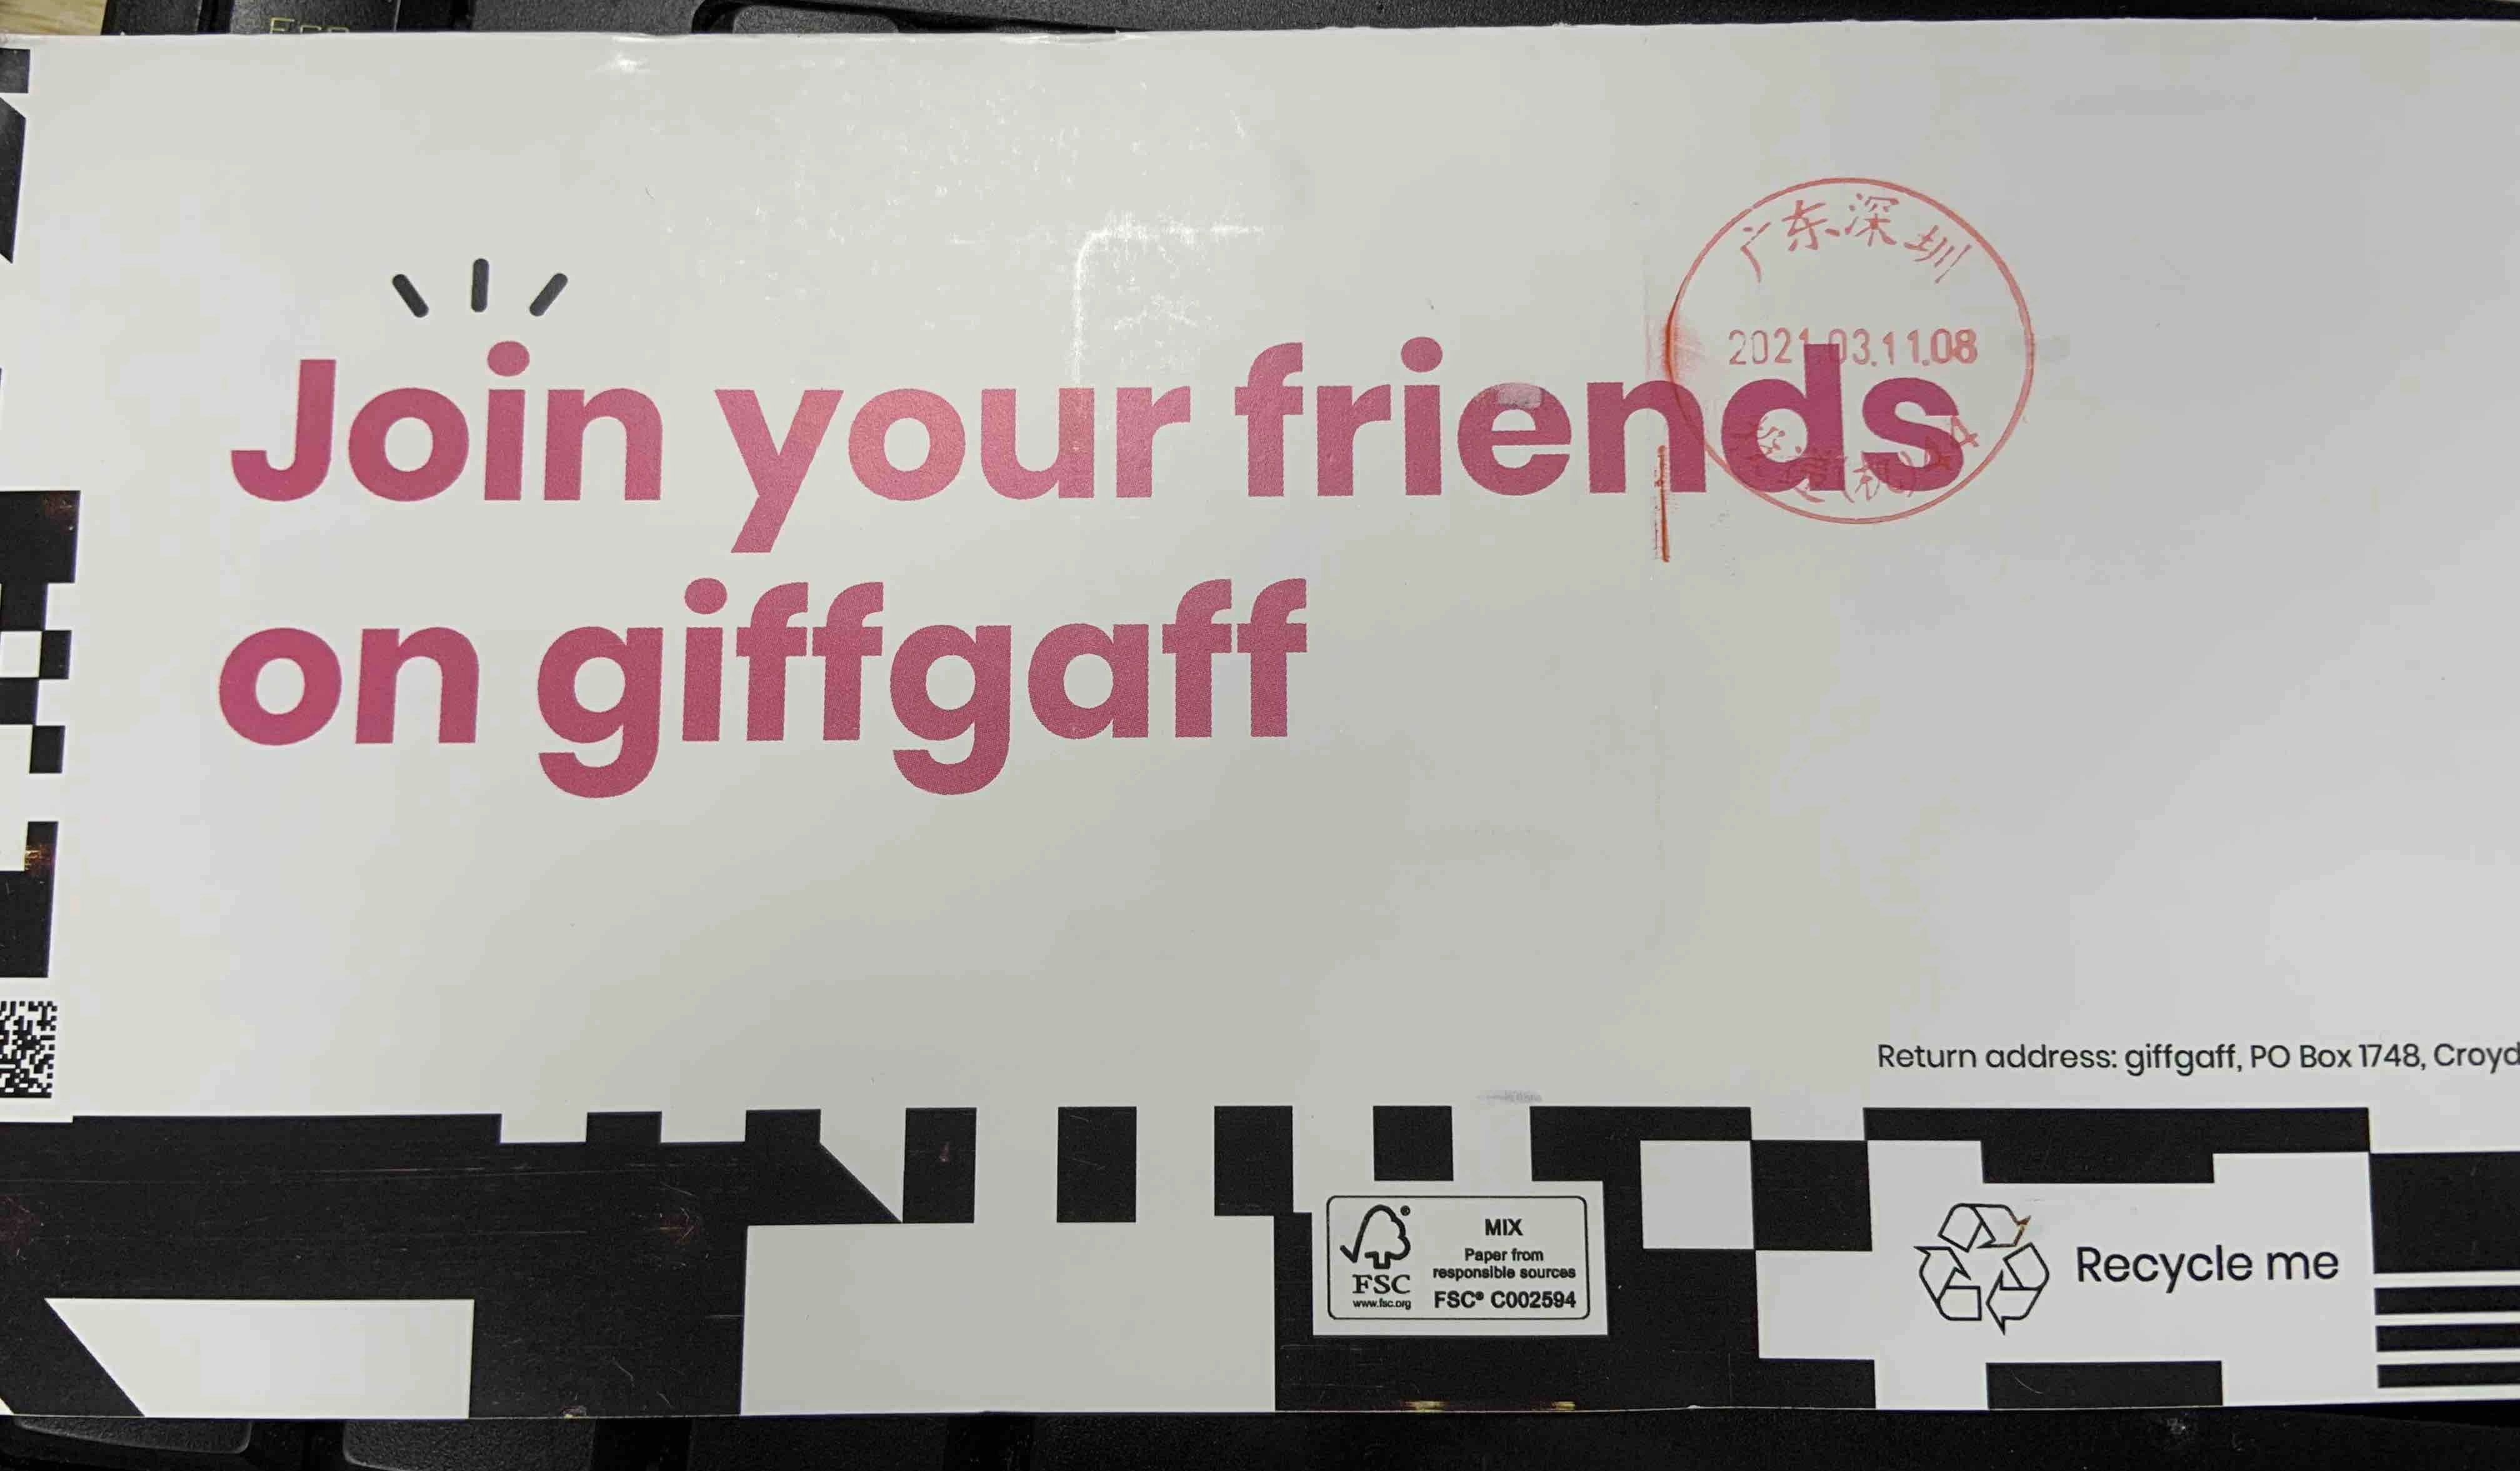 广东深圳
2021.03.11.08
Join your friends
on giffgaff
Return address: giffgaff, PO Box 1748, Croyd
MIX
Paper from
responsible sources
FSC® C002594
FSC
www.fsc.org
Recycle me